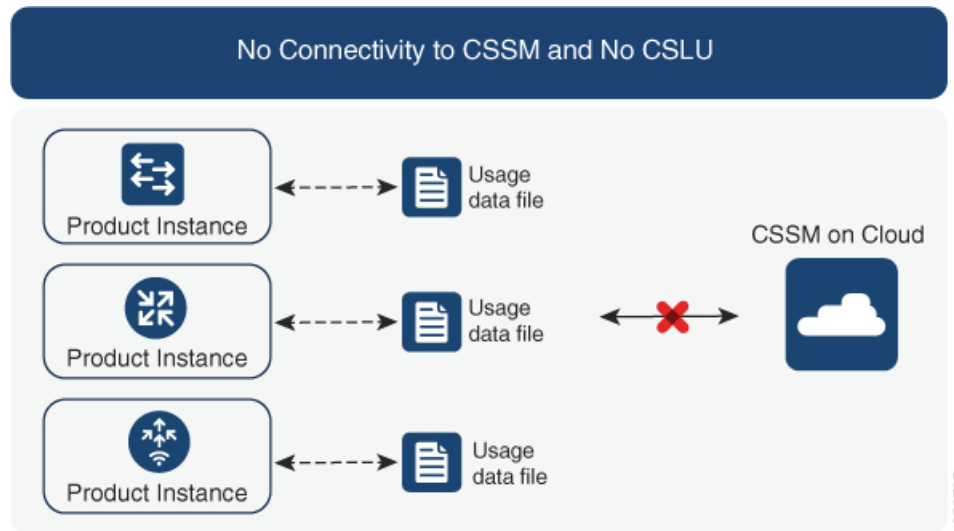 No Connectivity to CSSM and No CSLU
Product Instance
Usage
data file
CSSM on Cloud
Product Instance
Usage
data file
Product Instance
Usage
data file